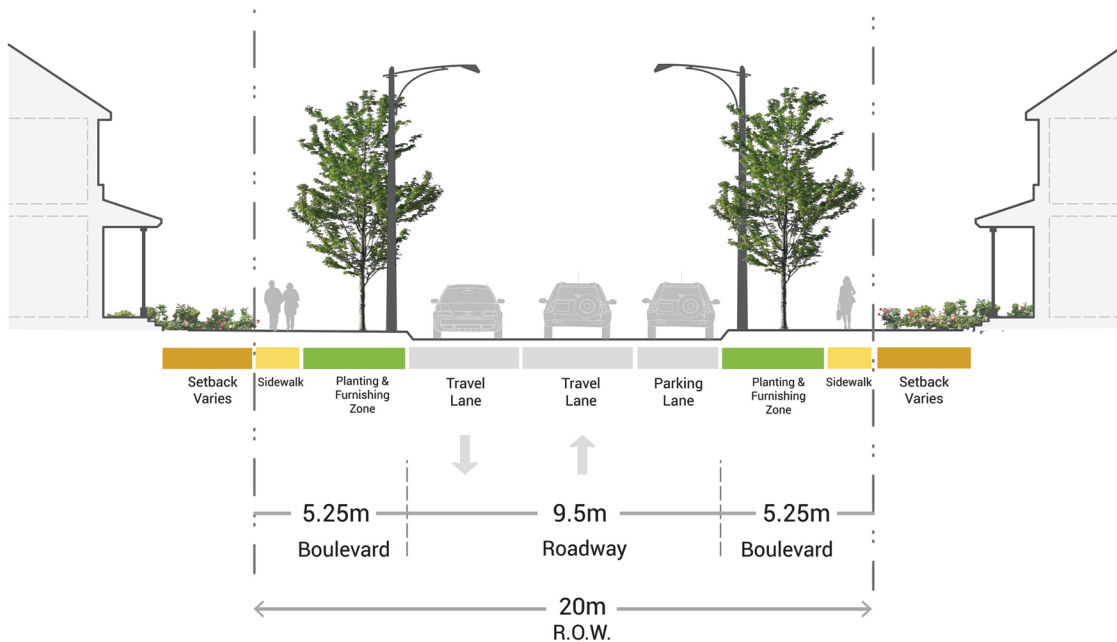 Setback
Varies
Sidewalk
Planting &
Furnishing
Zone
Travel
Lane
Travel
Lane
Parking
Lane
Planting &
Furnishing
Zone
Sidewalk
Setback
Varies
5.25m
Boulevard
9.5m
Roadway
5.25m
Boulevard
20m
R.O.W.